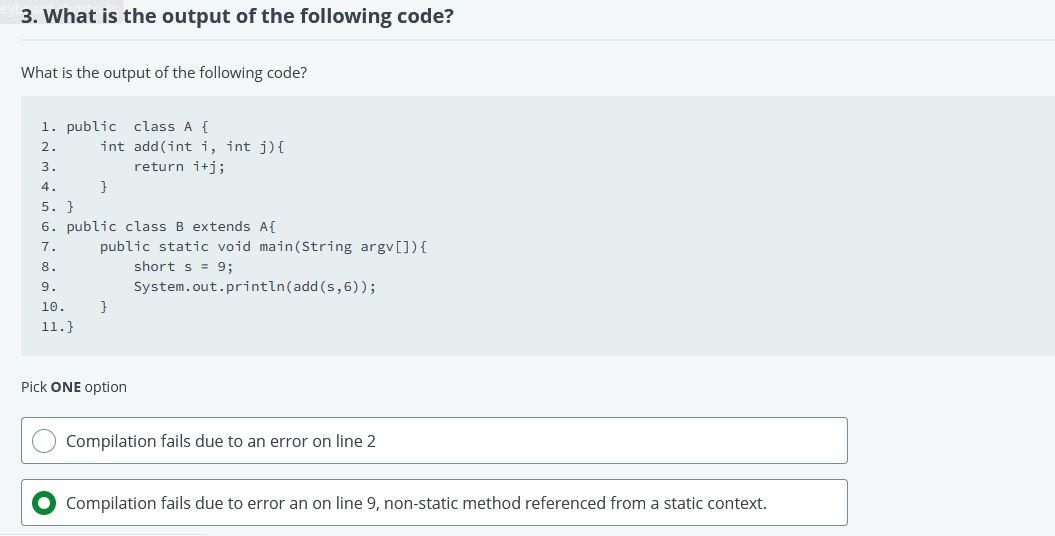 3. What is the output of the following code?
What is the output of the following code?
1. public  class A {
2.     int add(int i, int j){
3.         return i+j;
4.     }
5. }
6. public class B extends A{
7.     public static void main(String argv[]){
8.         short s = 9;
9.         System.out.println(add(s,6));
10.    }
11.}
Pick ONE option
Compilation fails due to an error on line 2
Compilation fails due to error an on line 9, non-static method referenced from a static context.